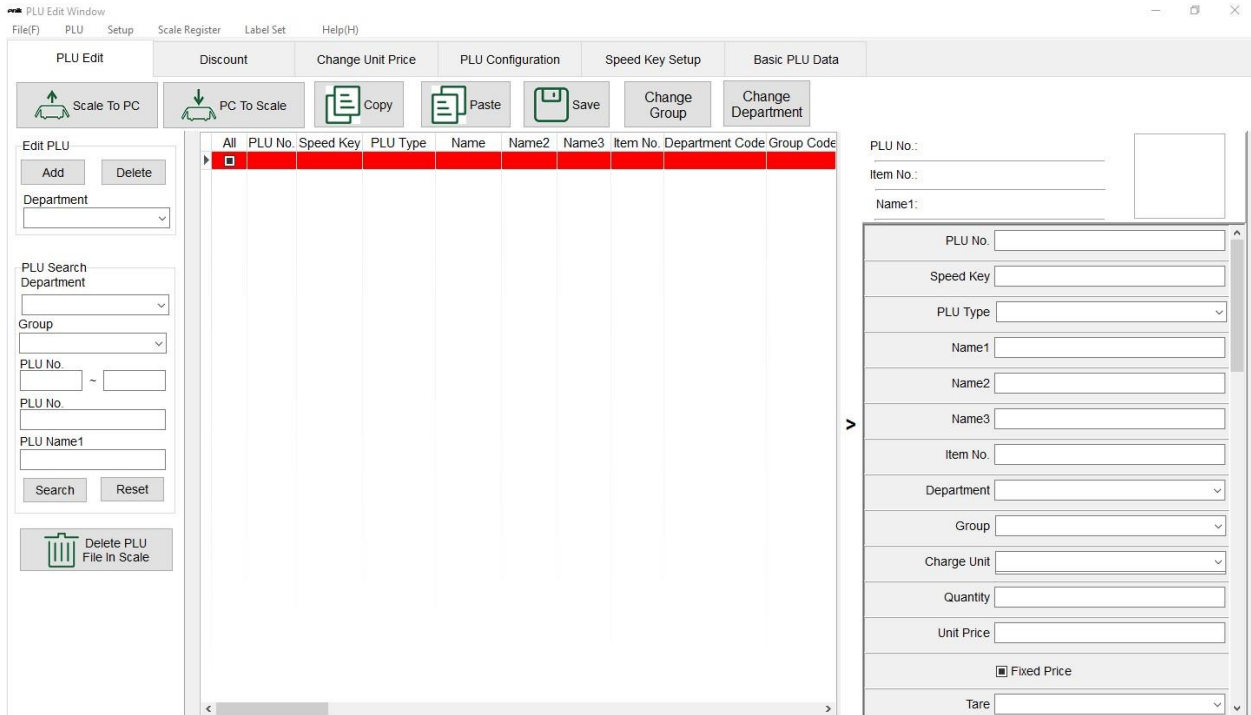 PLU Edit Window
File(F) PLU Setup Scale Register Label Set Help(H)
PLU Edit Discount Change Unit Price PLU Configuration Speed Key Setup Basic PLU Data
Scale To PC PC To Scale Copy Paste Save Change Group Change Department
Edit PLU
Add Delete
Department
PLU Search
Department
Group
PLU No.
~
PLU No.
PLU Name1
Search Reset
Delete PLU
File In Scale
All PLU No. Speed Key PLU Type Name Name2 Name3 Item No. Department Code Group Code
>
PLU No.:
Item No.:
Name1:
PLU No.
Speed Key
PLU Type
Name1
Name2
Name3
Item No.
Department
Group
Charge Unit
Quantity
Unit Price
Fixed Price
Tare